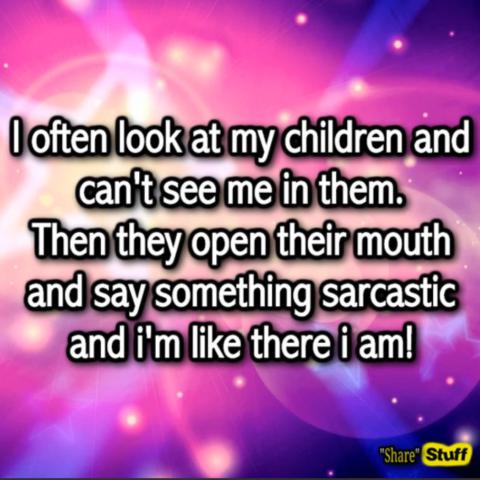 I often look at my children and
can't see me in them.
Then they open their mouth
and say something sarcastic
and i'm like there i am!
"Share" Stuff